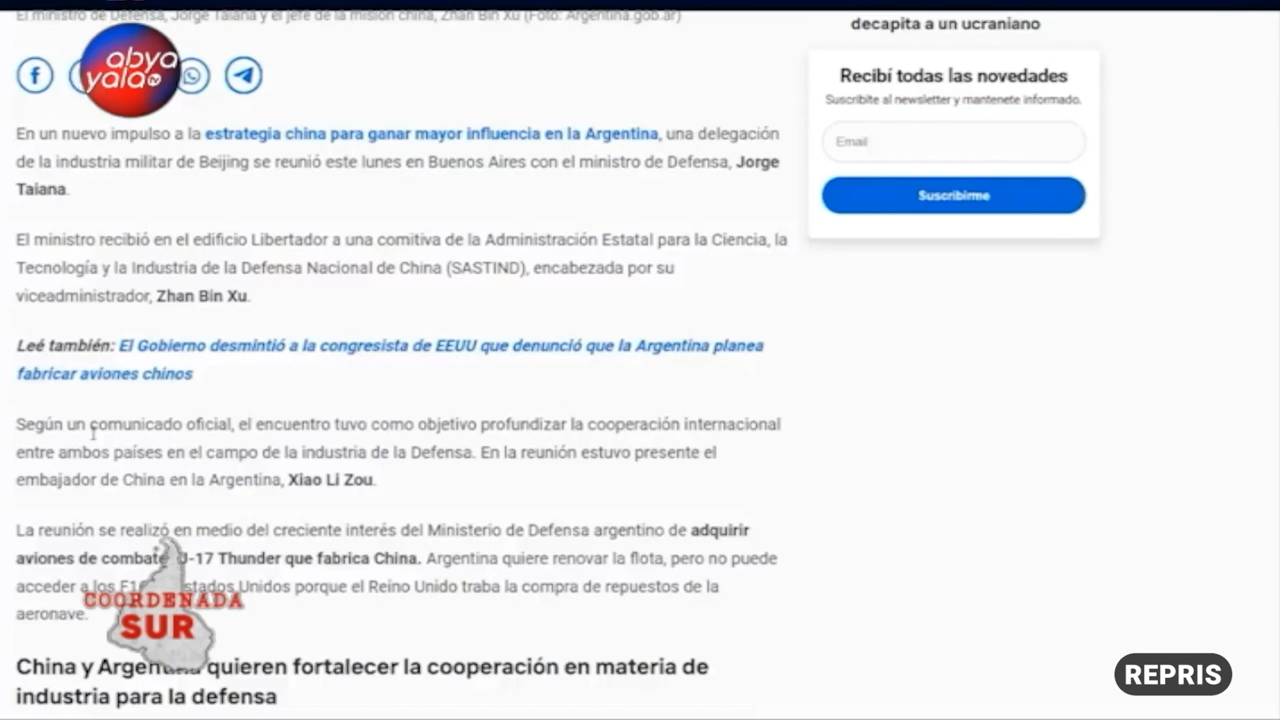 El ministro de Defensa, Jorge Taiana y el jefe de la misión china, Zhan Bin Xu (Foto: Argentina.gob.ar)
abya
yala tv
En un nuevo impulso a la estrategia china para ganar mayor influencia en la Argentina, una delegación
de la industria militar de Beijing se reunió este lunes en Buenos Aires con el ministro de Defensa, Jorge
Taiana.
El ministro recibió en el edificio Libertador a una comitiva de la Administración Estatal para la Ciencia, la
Tecnología y la Industria de la Defensa Nacional de China (SASTIND), encabezada por su
viceadministrador, Zhan Bin Xu.
Leé también: El Gobierno desmintió a la congresista de EEUU que denunció que la Argentina planea
fabricar aviones chinos
Según un comunicado oficial, el encuentro tuvo como objetivo profundizar la cooperación internacional
entre ambos países en el campo de la industria de la Defensa. En la reunión estuvo presente el
embajador de China en la Argentina, Xiao Li Zou.
La reunión se realizó en medio del creciente interés del Ministerio de Defensa argentino de adquirir
aviones de combate J-17 Thunder que fabrica China. Argentina quiere renovar la flota, pero no puede
acceder a los Unidos porque el Reino Unido traba la compra de repuestos de la
aeronave.
COORDENADA
SUR
China y Argentina quieren fortalecer la cooperación en materia de
industria para la defensa
decapita a un ucraniano
Recibí todas las novedades
Suscribite al newsletter y mantenete informado.
Email
Suscribirme
REPRIS